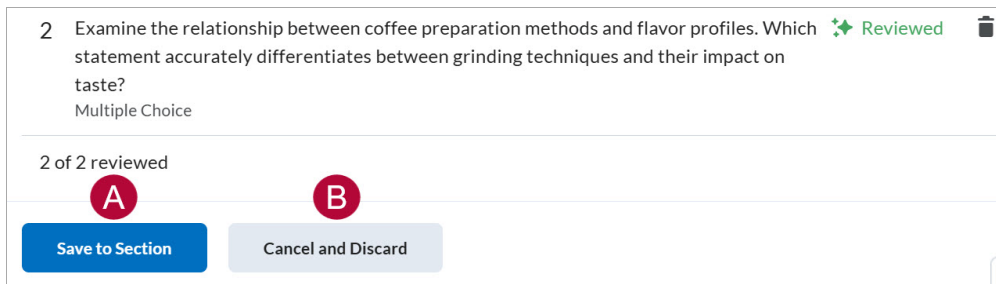 2 Examine the relationship between coffee preparation methods and flavor profiles. Which Reviewed
statement accurately differentiates between grinding techniques and their impact on
taste?
Multiple Choice
2 of 2 reviewed
A B
Save to Section Cancel and Discard